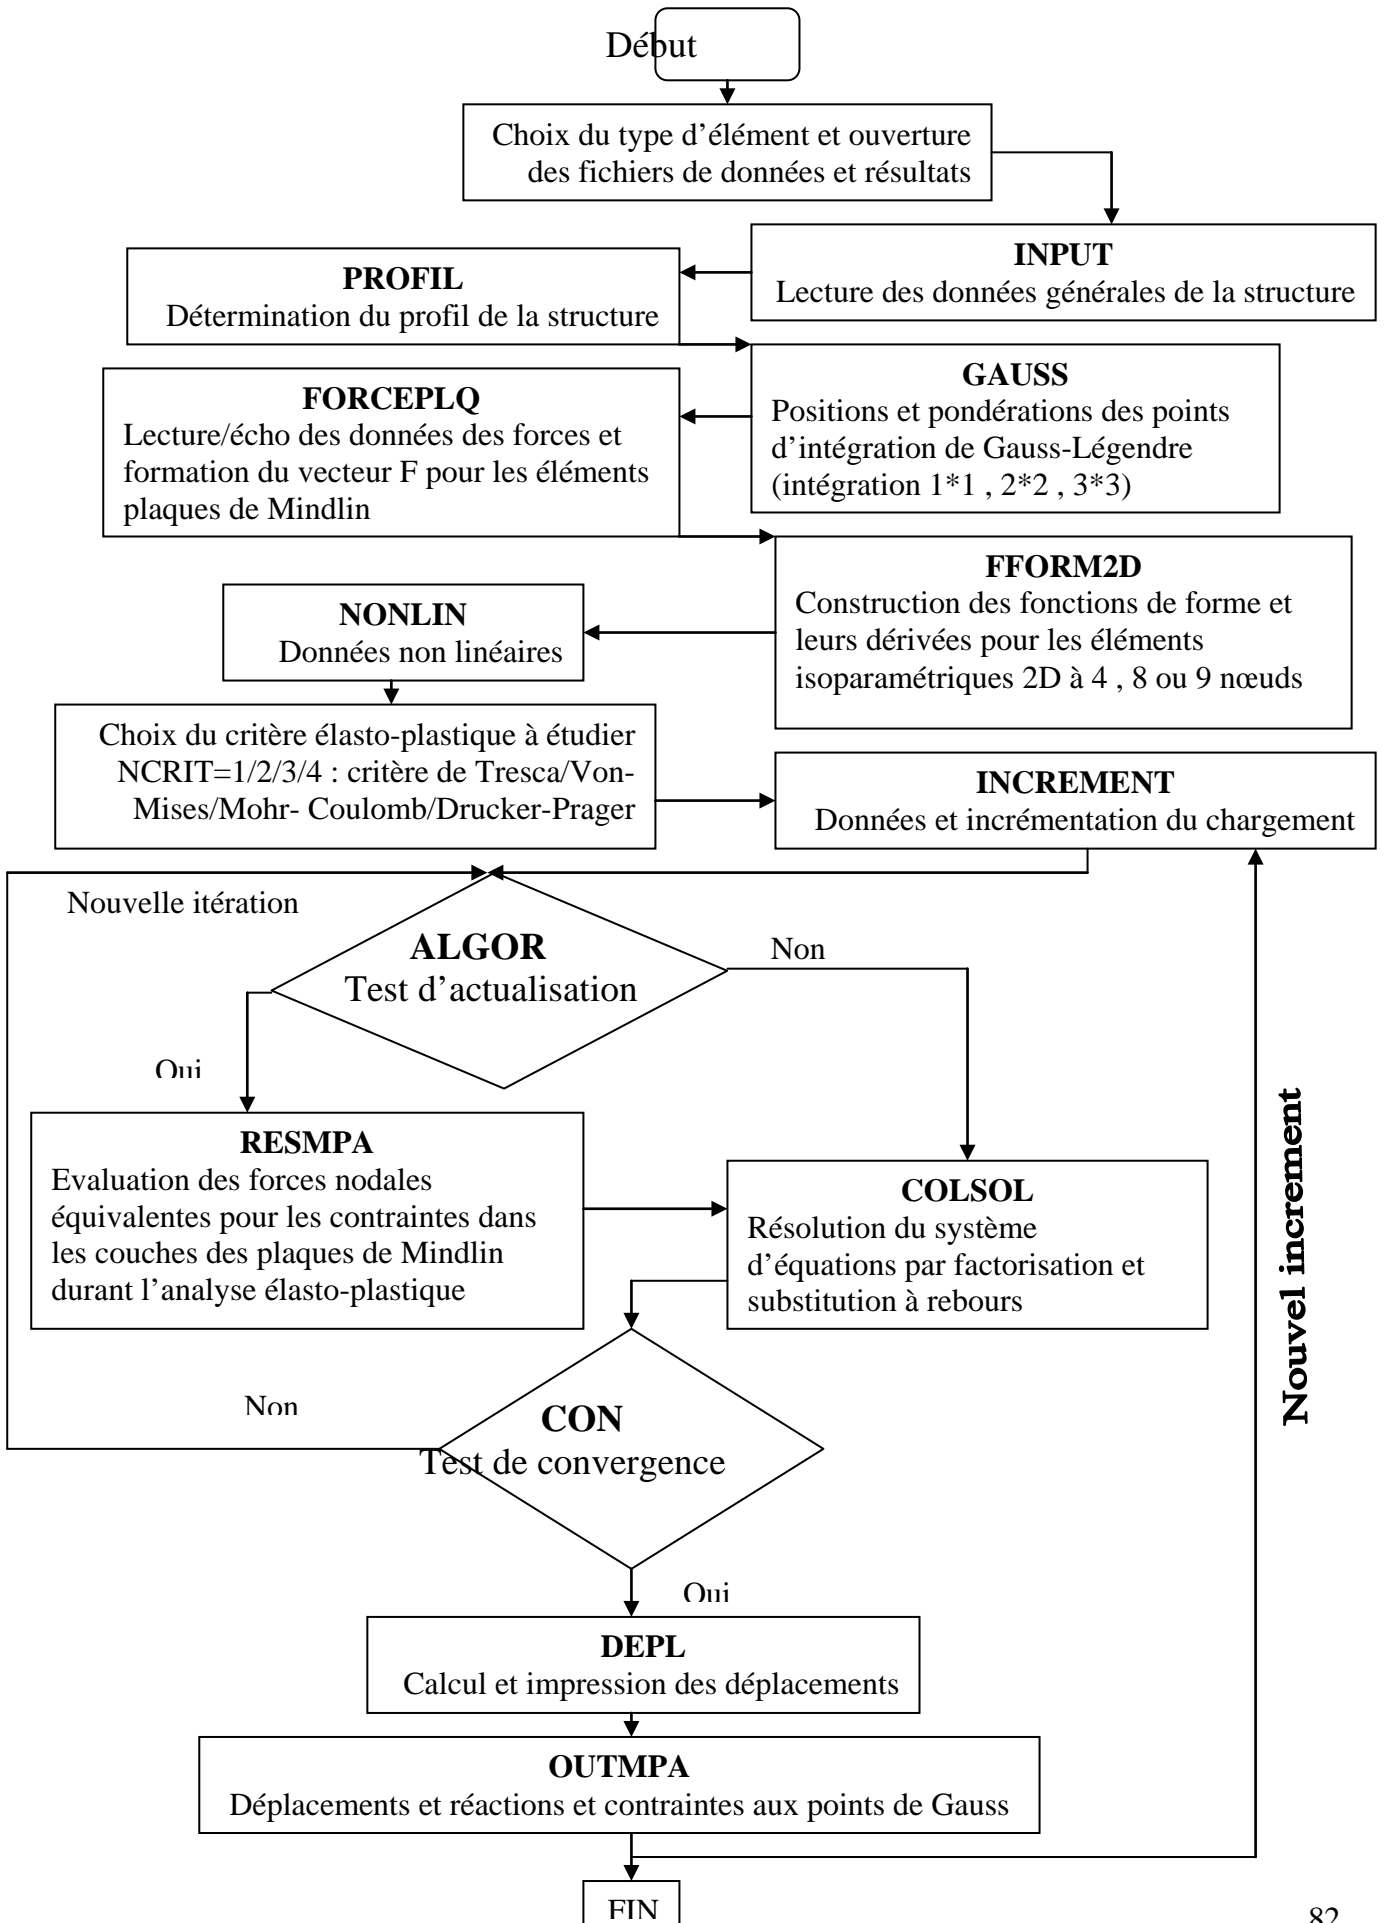 Début
Choix du type d’élément et ouverture
des fichiers de données et résultats
INPUT
Lecture des données générales de la structure
PROFIL
Détermination du profil de la structure
GAUSS
Positions et pondérations des points
d’intégration de Gauss-Légendre
(intégration 1*1 , 2*2 , 3*3)
FORCEPLQ
Lecture/écho des données des forces et
formation du vecteur F pour les éléments
plaques de Mindlin
FFORM2D
Construction des fonctions de forme et
leurs dérivées pour les éléments
isoparamétriques 2D à 4 , 8 ou 9 nœuds
NONLIN
Données non linéaires
Choix du critère élasto-plastique à étudier
NCRIT=1/2/3/4 : critère de Tresca/Von-
Mises/Mohr- Coulomb/Drucker-Prager
INCREMENT
Données et incrémentation du chargement
Nouvelle itération
ALGOR
Test d’actualisation
Non
Oui
RESMPA
Evaluation des forces nodales
équivalentes pour les contraintes dans
les couches des plaques de Mindlin
durant l’analyse élasto-plastique
COLSOL
Résolution du système
d’équations par factorisation et
substitution à rebours
Nouvel increment
Non
CON
Test de convergence
Oui
DEPL
Calcul et impression des déplacements
OUTMPA
Déplacements et réactions et contraintes aux points de Gauss
FIN
82